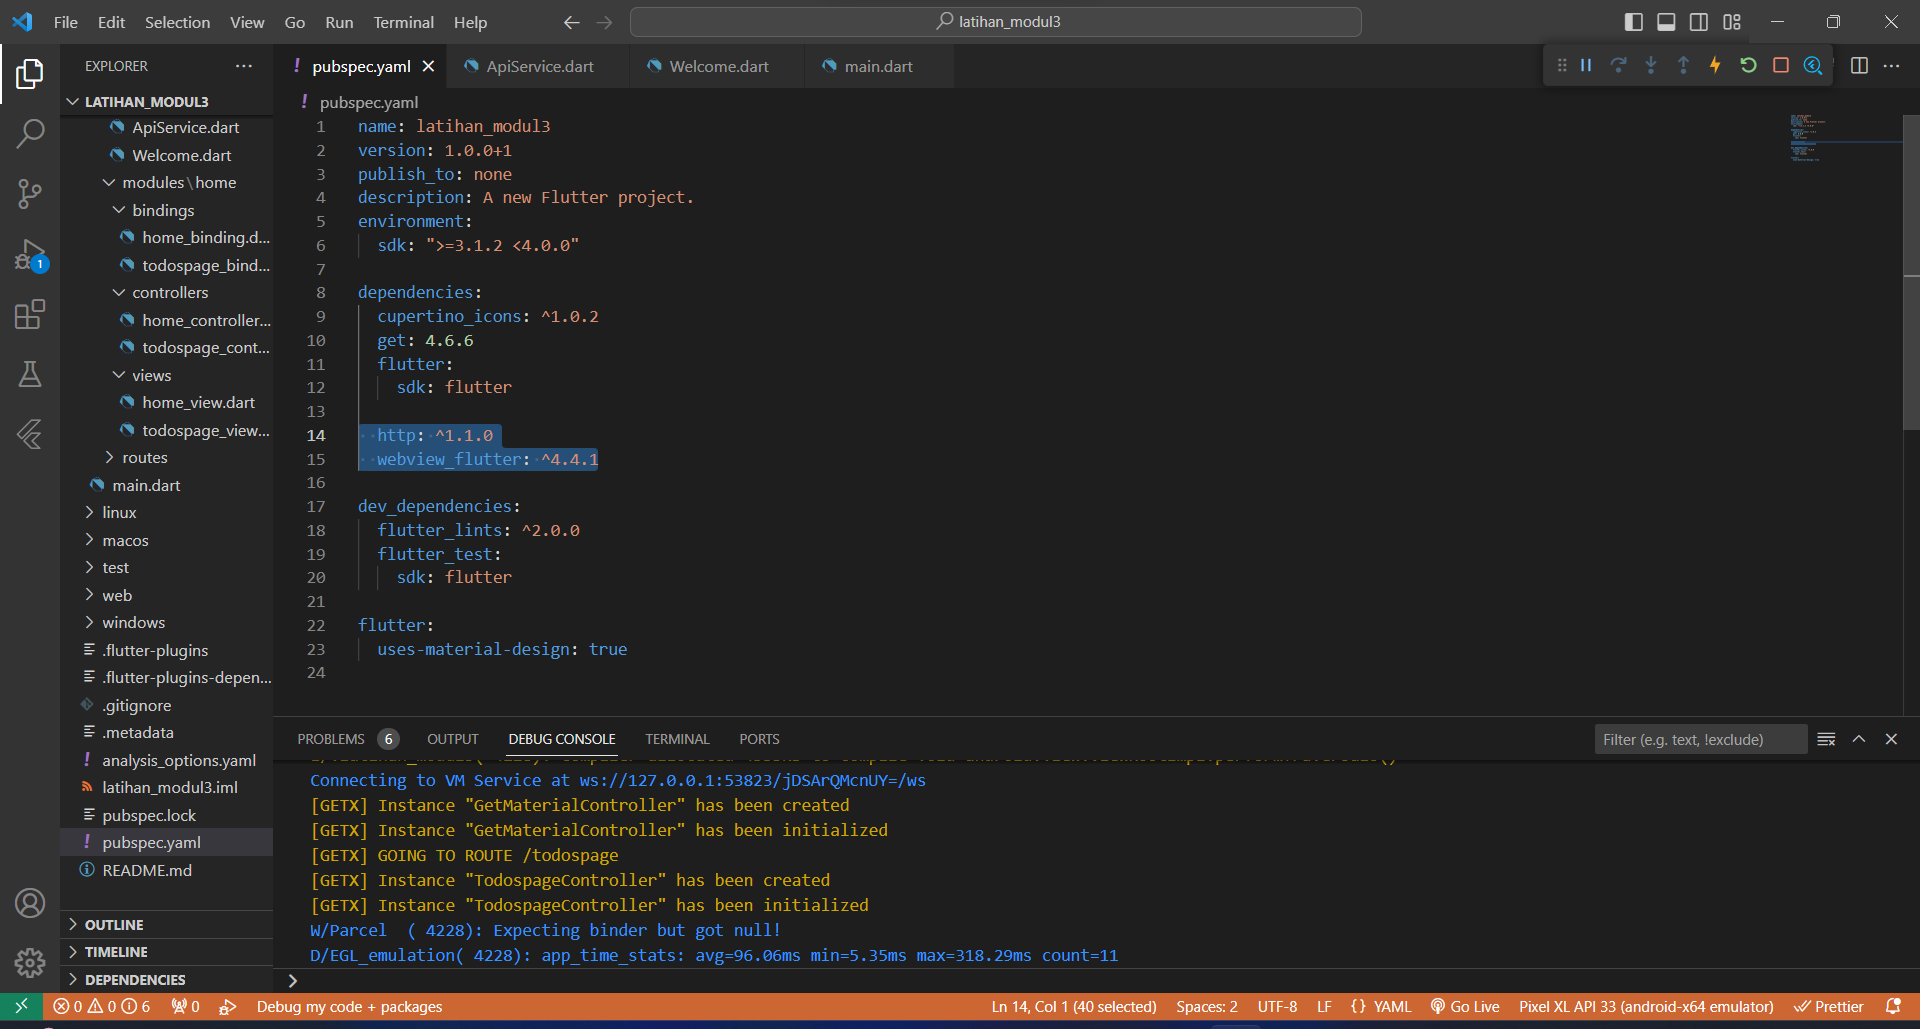 File Edit Selection View Go Run Terminal Help
latihan_modul3
EXPLORER
LATIHAN_MODUL3
ApiService.dart
Welcome.dart
modules\home
bindings
home_binding.d...
todospage_bind...
controllers
home_controller...
todospage_cont...
views
home_view.dart
todospage_view...
routes
main.dart
linux
macos
test
web
windows
.flutter-plugins
.flutter-plugins-depen...
.gitignore
.metadata
analysis_options.yaml
latihan_modul3.iml
pubspec.lock
pubspec.yaml
README.md
OUTLINE
TIMELINE
DEPENDENCIES
1
pubspec.yaml ApiService.dart Welcome.dart main.dart
pubspec.yaml
1 name: latihan_modul3
2 version: 1.0.0+1
3 publish_to: none
4 description: A new Flutter project.
5 environment:
6 sdk: ">=3.1.2 <4.0.0"
7
8 dependencies:
9 cupertino_icons: ^1.0.2
10 get: 4.6.6
11 flutter:
12 sdk: flutter
13
14 http: ^1.1.0
15 webview_flutter: ^4.4.1
16
17 dev_dependencies:
18 flutter_lints: ^2.0.0
19 flutter_test:
20 sdk: flutter
21
22 flutter:
23 uses-material-design: true
24
PROBLEMS 6 OUTPUT DEBUG CONSOLE TERMINAL PORTS
Filter (e.g. text, !exclude)
Connecting to VM Service at ws://127.0.0.1:53823/jDSArQMcnUY=/ws
[GETX] Instance "GetMaterialController" has been created
[GETX] Instance "GetMaterialController" has been initialized
[GETX] GOING TO ROUTE /todospage
[GETX] Instance "TodospageController" has been created
[GETX] Instance "TodospageController" has been initialized
W/Parcel ( 4228): Expecting binder but got null!
D/EGL_emulation( 4228): app_time_stats: avg=96.06ms min=5.35ms max=318.29ms count=11
0 0 6 0 Debug my code + packages Ln 14, Col 1 (40 selected) Spaces: 2 UTF-8 LF {} YAML Go Live Pixel XL API 33 (android-x64 emulator) Prettier